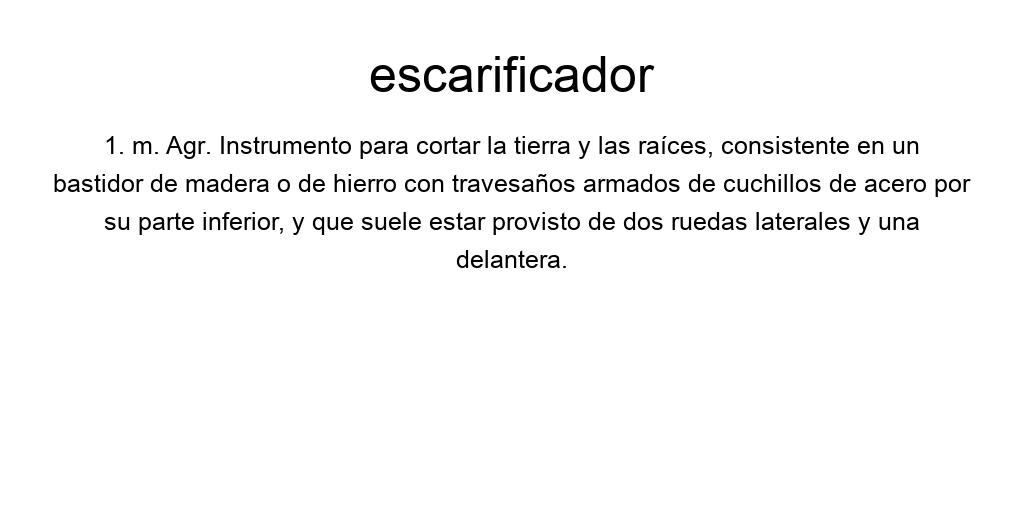 escarificador
1. m. Agr. Instrumento para cortar la tierra y las raíces, consistente en un
bastidor de madera o de hierro con travesaños armados de cuchillos de acero por
su parte inferior, y que suele estar provisto de dos ruedas laterales y una
delantera.